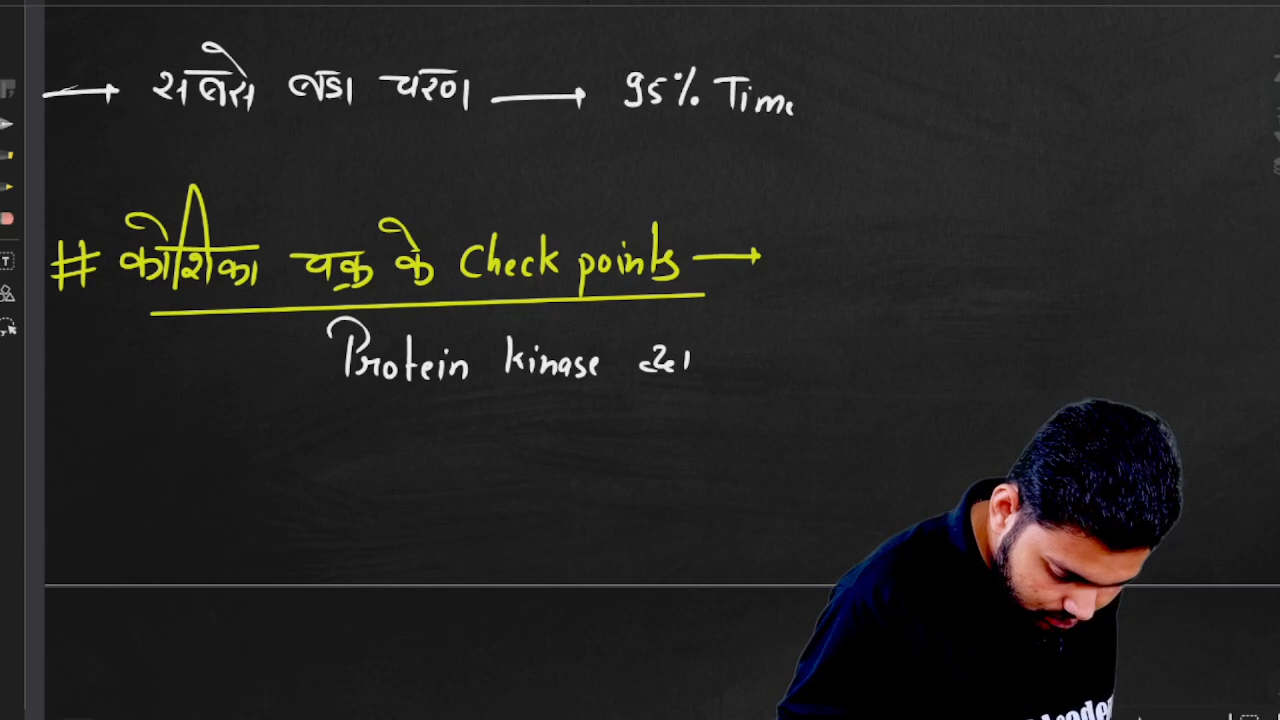 → सबसे बडा चरण → 95% Time
# कोशिका चक्र के Check points →
Protein kinase